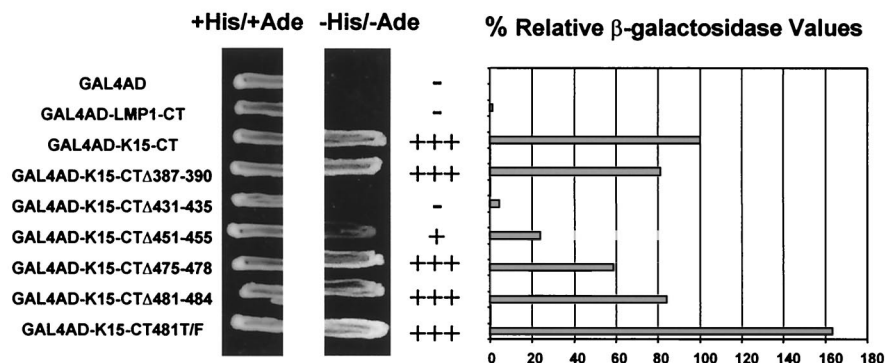 +His/+Ade -His/-Ade % Relative β-galactosidase Values
GAL4AD -
GAL4AD-LMP1-CT -
GAL4AD-K15-CT +++
GAL4AD-K15-CTΔ387-390 +++
GAL4AD-K15-CTΔ431-435 -
GAL4AD-K15-CTΔ451-455 +
GAL4AD-K15-CTΔ475-478 +++
GAL4AD-K15-CTΔ481-484 +++
GAL4AD-K15-CT481T/F +++
0 20 40 60 80 100 120 140 160 180